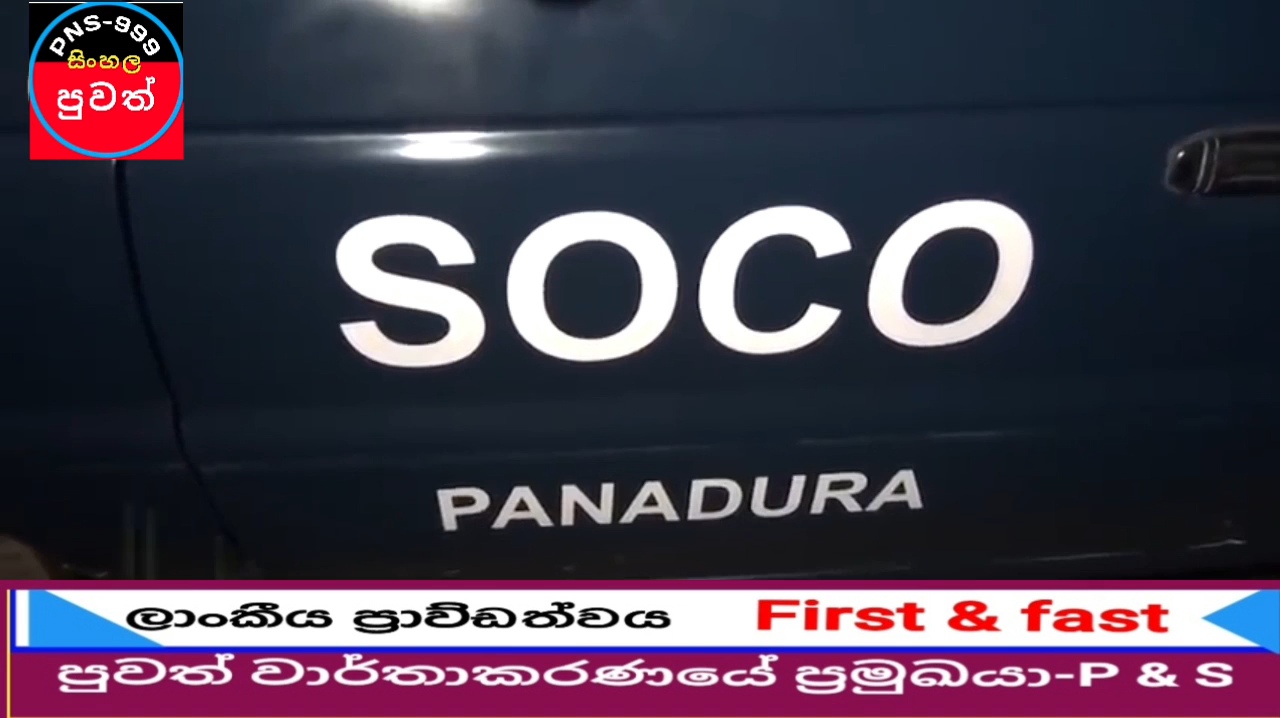 PNS-999
සිංහල
පුවත්
SOCO
PANADURA
ලාංකීය ප්‍රාවිඩත්වය First & fast
පුවත් වාර්තාකරණයේ ප්‍රමුඛයා-P & S